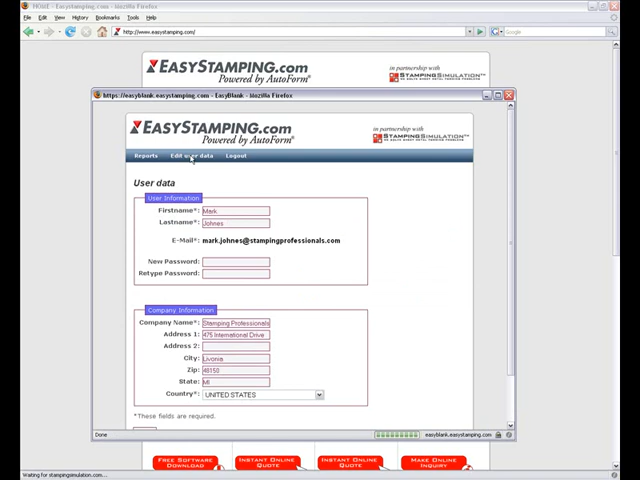 HOME - Mozilla Firefox
File Edit View History Bookmarks Tools Help
http://www.easystamping.com/
Google
EASYSTAMPING.com
Powered by AutoForm®
in partnership with
STAMPINGSIMULATION
https://easyblank.easystamping.com - EasyBlank - Mozilla Firefox
EASYSTAMPING.com
Powered by AutoForm®
in partnership with
STAMPINGSIMULATION
Reports Edit user data Logout
User data
User Information
Firstname*: Mark
Lastname*: Johnes
E-Mail*: mark.johnes@stampingprofessionals.com
New Password:
Retype Password:
Company Information
Company Name*: Stamping Professionals
Address 1: 475 International Drive
Address 2:
City: Livonia
Zip: 48150
State: MI
Country*: UNITED STATES
*These fields are required.
Done easyblank.easystamping.com
FREE SOFTWARE DOWNLOAD
INSTANT ONLINE QUOTE
INSTANT ONLINE QUOTE
MAKE ONLINE INQUIRY
Waiting for stampingsimulation.com...